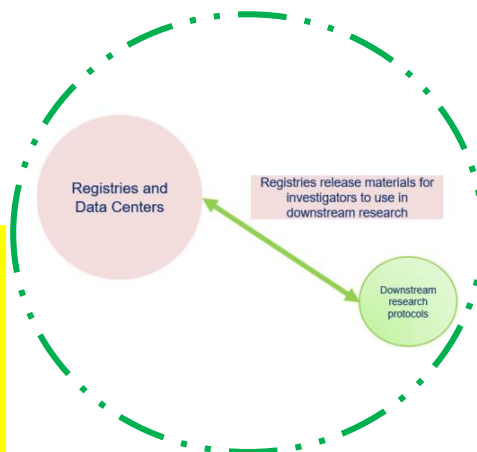 Registries and
Data Centers
Registries release materials for
investigators to use in
downstream research
Downstream
research
protocols